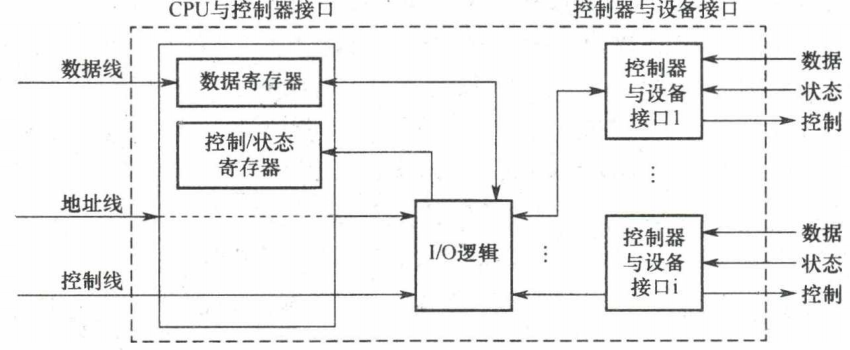 CPU与控制器接口
控制器与设备接口
数据线
数据寄存器
控制/状态
寄存器
地址线
控制线
I/O逻辑
控制器
与设备
接口1
数据
状态
控制
⋮
⋮
控制器
与设备
接口i
数据
状态
控制